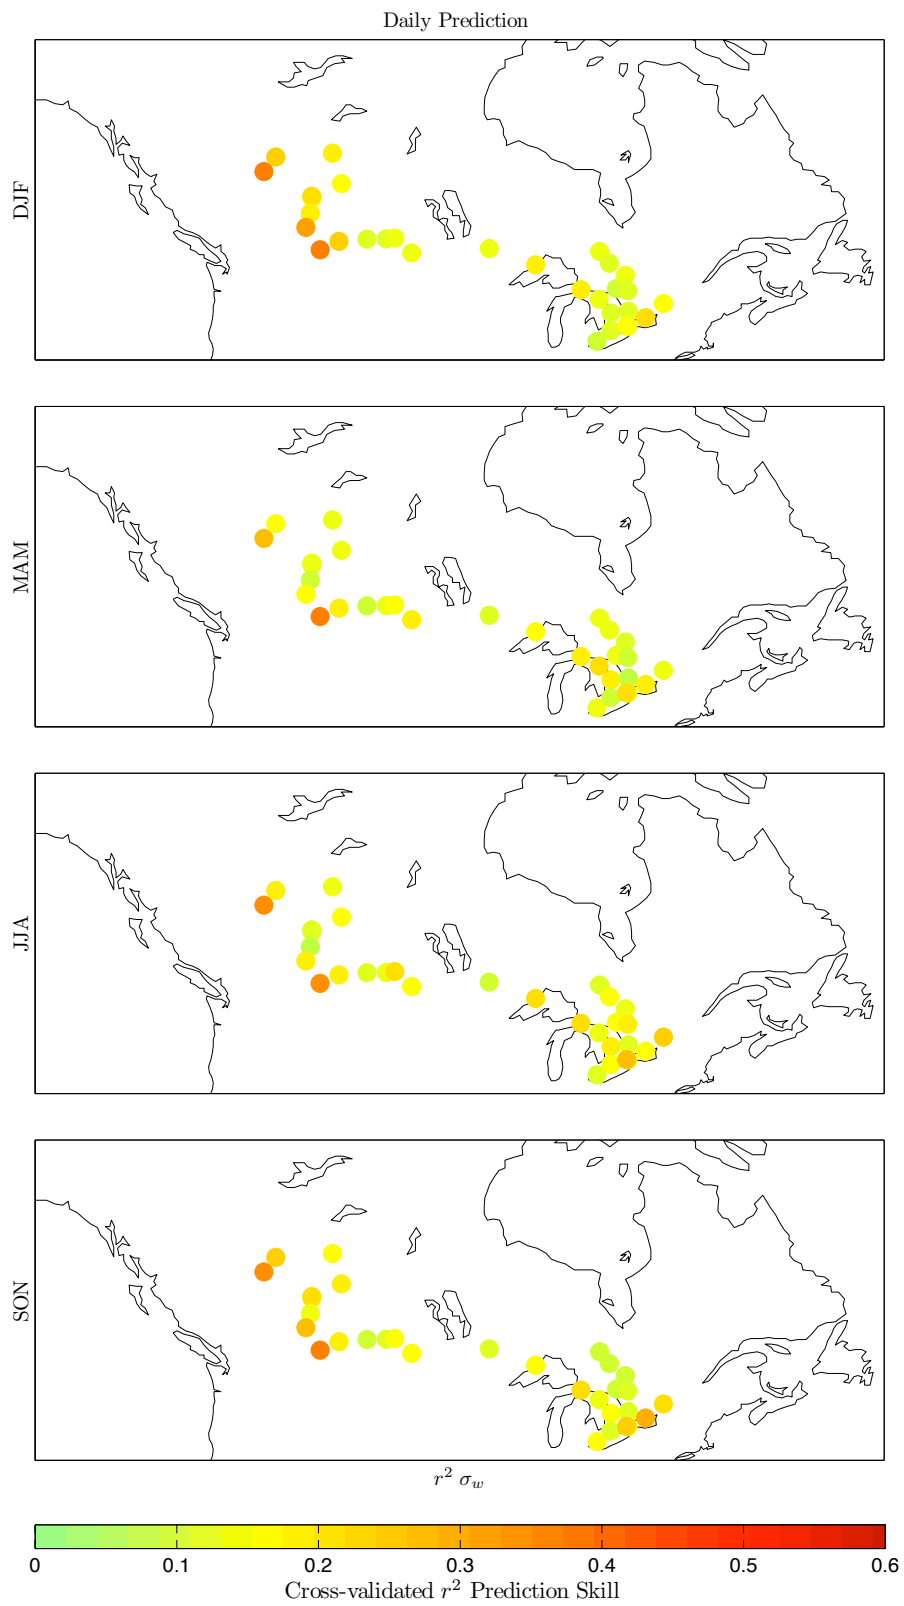 Daily Prediction
DJF
MAM
JJA
SON
r² σ_w
0 0.1 0.2 0.3 0.4 0.5 0.6
Cross-validated r² Prediction Skill